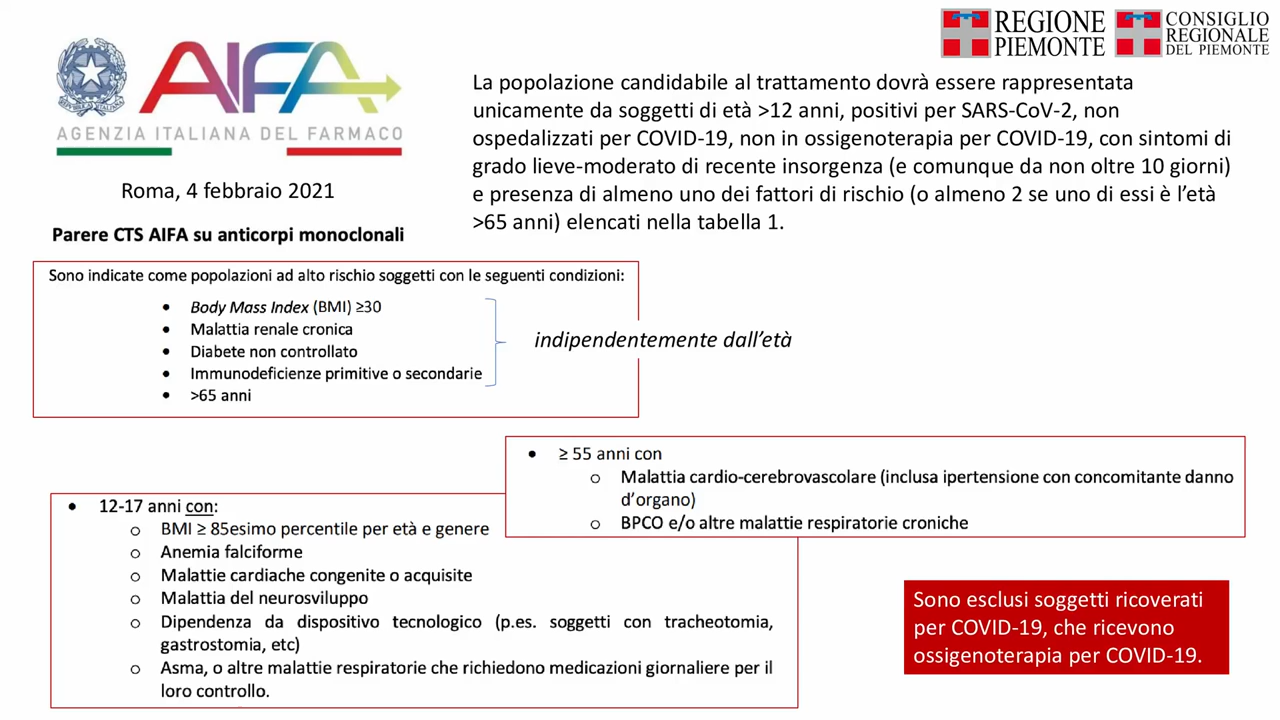 REGIONE
PIEMONTE
CONSIGLIO
REGIONALE
DEL PIEMONTE
AIFA
AGENZIA ITALIANA DEL FARMACO
Roma, 4 febbraio 2021
Parere CTS AIFA su anticorpi monoclonali
La popolazione candidabile al trattamento dovrà essere rappresentata
unicamente da soggetti di età >12 anni, positivi per SARS-CoV-2, non
ospedalizzati per COVID-19, non in ossigenoterapia per COVID-19, con sintomi di
grado lieve-moderato di recente insorgenza (e comunque da non oltre 10 giorni)
e presenza di almeno uno dei fattori di rischio (o almeno 2 se uno di essi è l’età
>65 anni) elencati nella tabella 1.
Sono indicate come popolazioni ad alto rischio soggetti con le seguenti condizioni:
• Body Mass Index (BMI) ≥30
• Malattia renale cronica
• Diabete non controllato
• Immunodeficienze primitive o secondarie
• >65 anni
indipendentemente dall’età
• ≥ 55 anni con
o Malattia cardio-cerebrovascolare (inclusa ipertensione con concomitante danno
d’organo)
o BPCO e/o altre malattie respiratorie croniche
• 12-17 anni con:
o BMI ≥ 85esimo percentile per età e genere
o Anemia falciforme
o Malattie cardiache congenite o acquisite
o Malattia del neurosviluppo
o Dipendenza da dispositivo tecnologico (p.es. soggetti con tracheotomia,
gastrostomia, etc)
o Asma, o altre malattie respiratorie che richiedono medicazioni giornaliere per il
loro controllo.
Sono esclusi soggetti ricoverati
per COVID-19, che ricevono
ossigenoterapia per COVID-19.